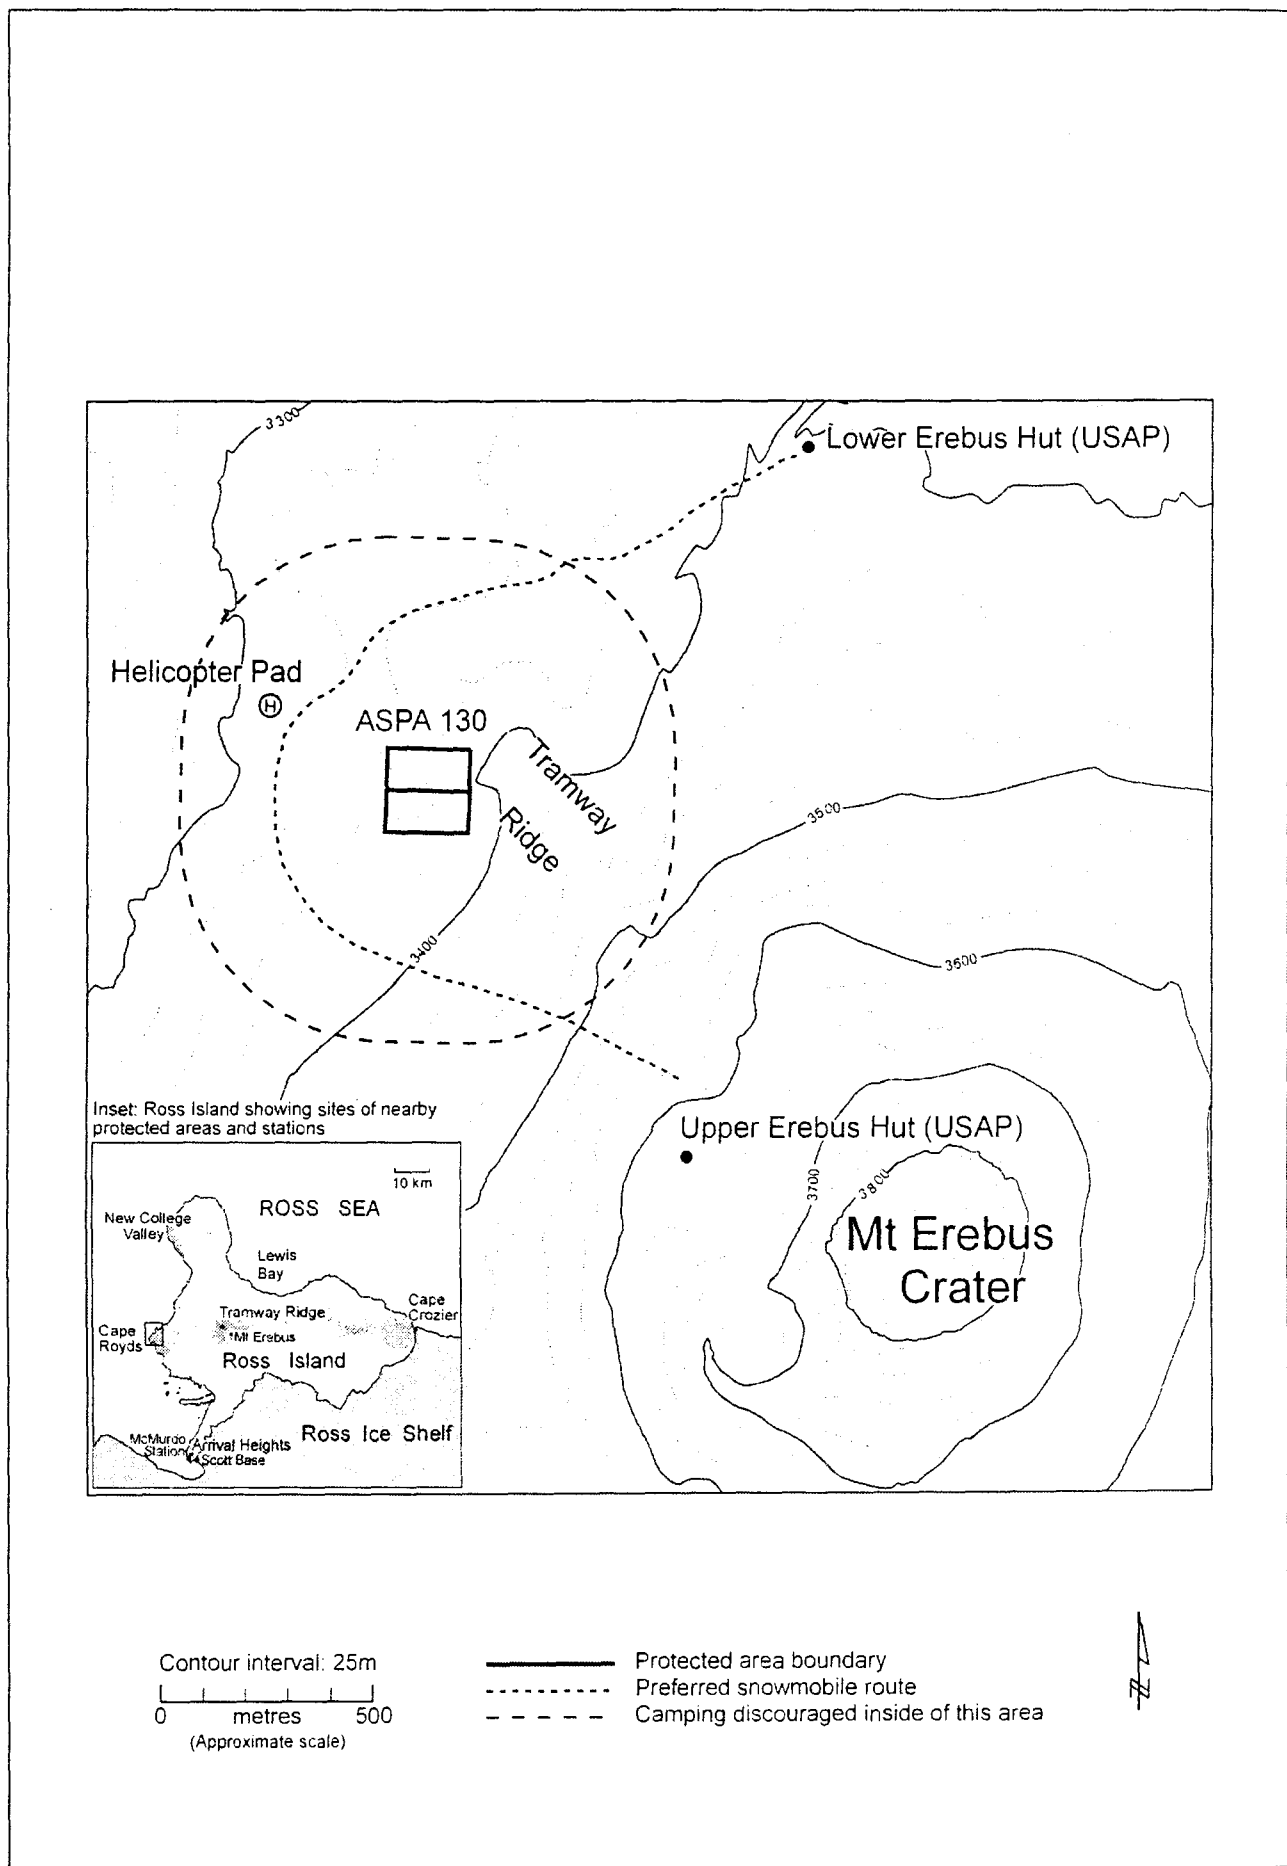 3300
Lower Erebus Hut (USAP)
Helicopter Pad
H
ASPA 130
Tramway
Ridge
3500
3400
3600
Inset: Ross Island showing sites of nearby
protected areas and stations
Upper Erebus Hut (USAP)
3700
3800
Mt Erebus
Crater
10 km
ROSS SEA
New College
Valley
Lewis
Bay
Tramway Ridge
Cape
Crozier
Mt Erebus
Cape
Royds
Ross Island
Ross Ice Shelf
McMurdo
Station
Arrival Heights
Scott Base
Contour interval: 25m
0 metres 500
(Approximate scale)
Protected area boundary
Preferred snowmobile route
Camping discouraged inside of this area
N